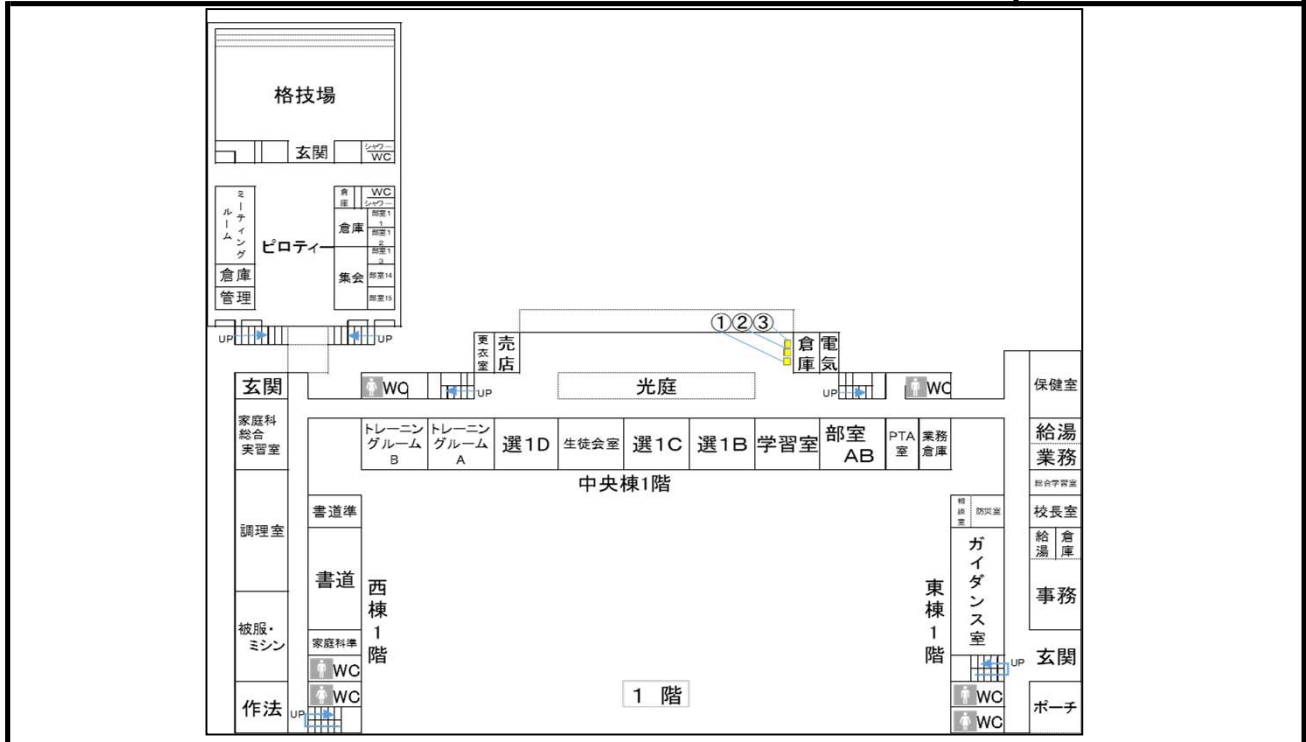 格技場
玄関
シャワー
WC
ミーティング
ルーム
倉庫
WC
シャワー
部室11
倉庫
部室12
ピロティー
部室13
集会
部室14
倉庫
管理
部室15
UP
UP
①②③
更衣室
売店
倉庫
電気
玄関
WC
UP
光庭
UP
WC
保健室
家庭科
総合
実習室
トレーニン
グルーム
B
トレーニン
グルーム
A
選1D
生徒会室
選1C
選1B
学習室
部室
AB
PTA
室
業務
倉庫
給湯
業務
中央棟1階
総合学習室
書道準
相談室
防災室
校長室
調理室
給湯
倉庫
書道
西棟1階
東棟1階
ガイダンス室
事務
被服・
ミシン
家庭科準
WC
UP
玄関
作法
WC
UP
1 階
WC
WC
ポーチ